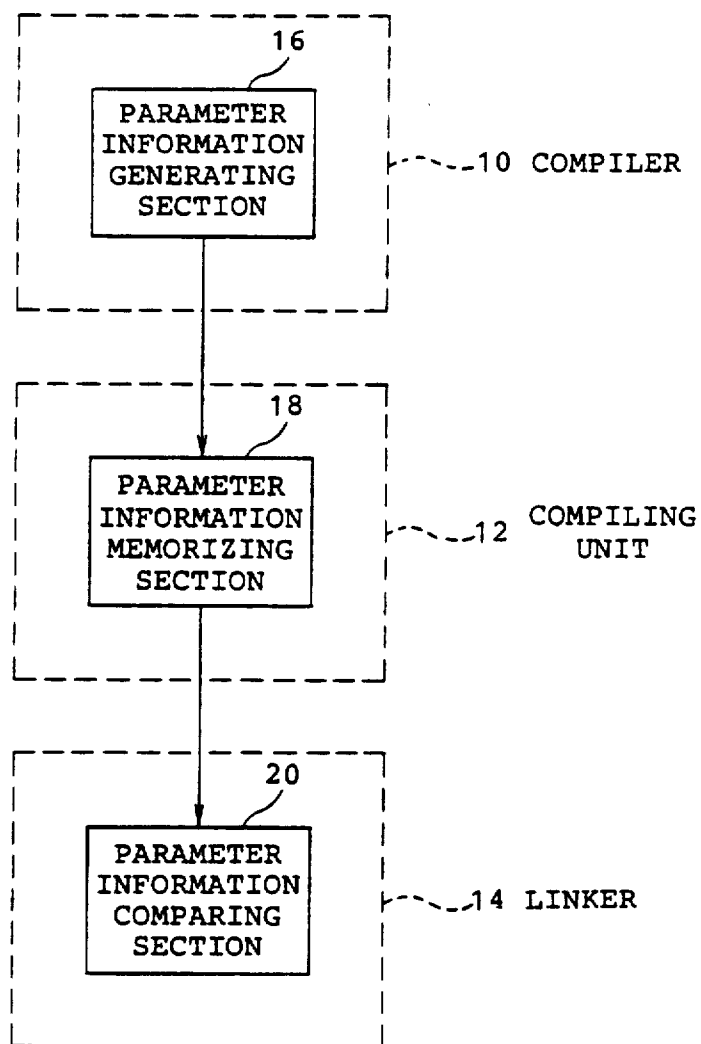 16
PARAMETER
INFORMATION
GENERATING
SECTION
10 COMPILER
18
PARAMETER
INFORMATION
MEMORIZING
SECTION
12 COMPILING
UNIT
20
PARAMETER
INFORMATION
COMPARING
SECTION
14 LINKER